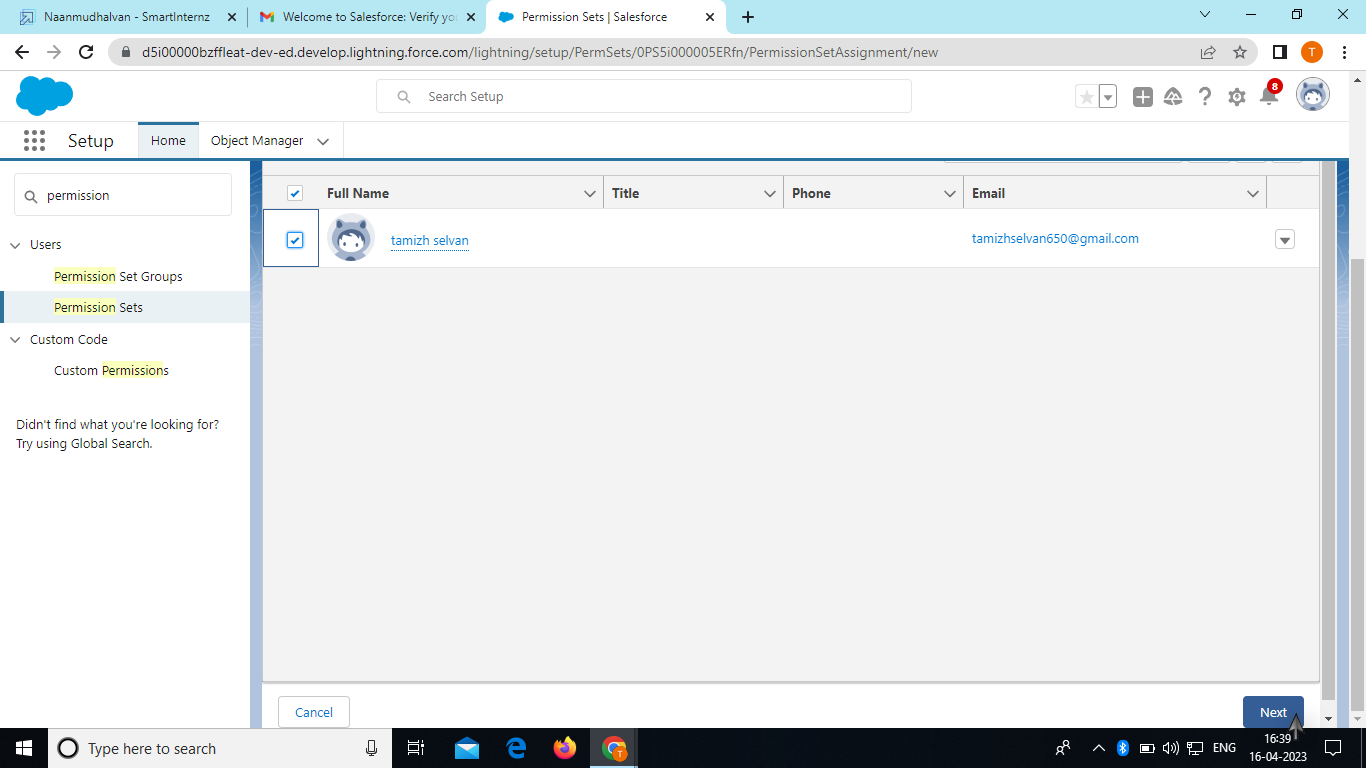 Naanmudhalvan - SmartInternz
Welcome to Salesforce: Verify yo
Permission Sets | Salesforce
d5i00000bzffleat-dev-ed.develop.lightning.force.com/lightning/setup/PermSets/0PS5i000005ERfn/PermissionSetAssignment/new
T
Search Setup
8
Setup
Home
Object Manager
permission
Users
Permission Set Groups
Permission Sets
Custom Code
Custom Permissions
Didn't find what you're looking for?
Try using Global Search.
Full Name
Title
Phone
Email
tamizh selvan
tamizhselvan650@gmail.com
Cancel
Next
Type here to search
T
ENG
16:39
16-04-2023